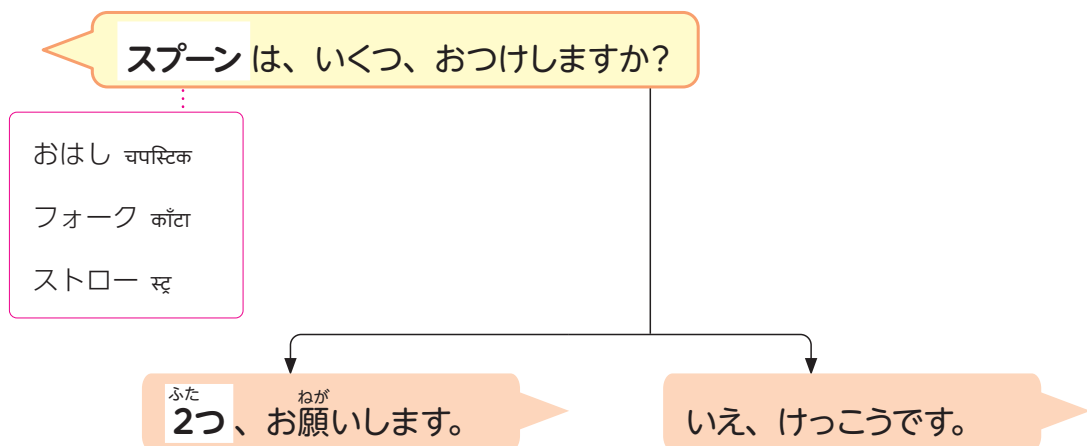 スプーン は、いくつ、おつけしますか？
おはし चपस्टिक
フォーク काँटा
ストロー स्ट्र
ふた ねが
2つ 、お願いします。
いえ、けっこうです。